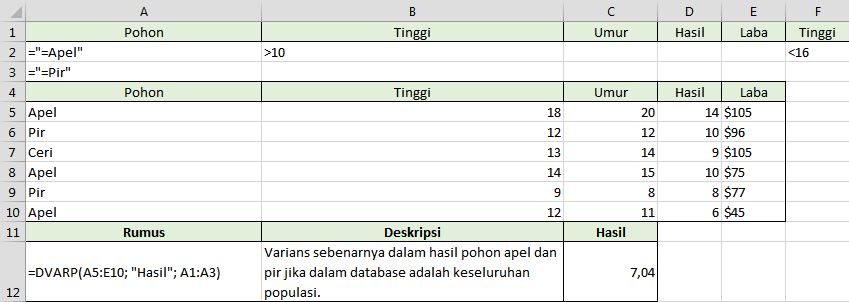 A B C D E F
1 Pohon Tinggi Umur Hasil Laba Tinggi
2 ="=Apel" >10 <16
3 ="=Pir"
4 Pohon Tinggi Umur Hasil Laba
5 Apel 18 20 14 $105
6 Pir 12 12 10 $96
7 Ceri 13 14 9 $105
8 Apel 14 15 10 $75
9 Pir 9 8 8 $77
10 Apel 12 11 6 $45
11 Rumus Deskripsi Hasil
Varians sebenarnya dalam hasil pohon apel dan
=DVARP(A5:E10; "Hasil"; A1:A3) pir jika dalam database adalah keseluruhan 7,04
12 populasi.